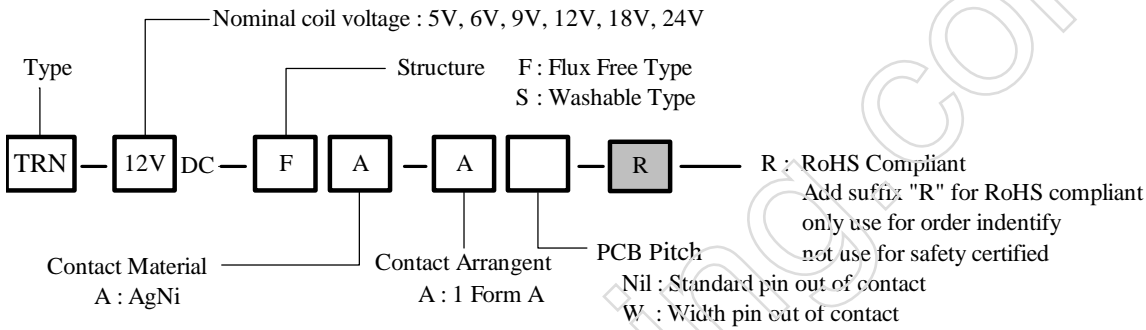 Nominal coil voltage : 5V, 6V, 9V, 12V, 18V, 24V
Type
Structure F : Flux Free Type
S : Washable Type
TRN 12V DC F A A R
R : RoHS Compliant
Add suffix "R" for RoHS compliant
only use for order indentify
not use for safety certified
Contact Material
A : AgNi
Contact Arrangent
A : 1 Form A
PCB Pitch
Nil : Standard pin out of contact
W : Width pin out of contact
ing.co